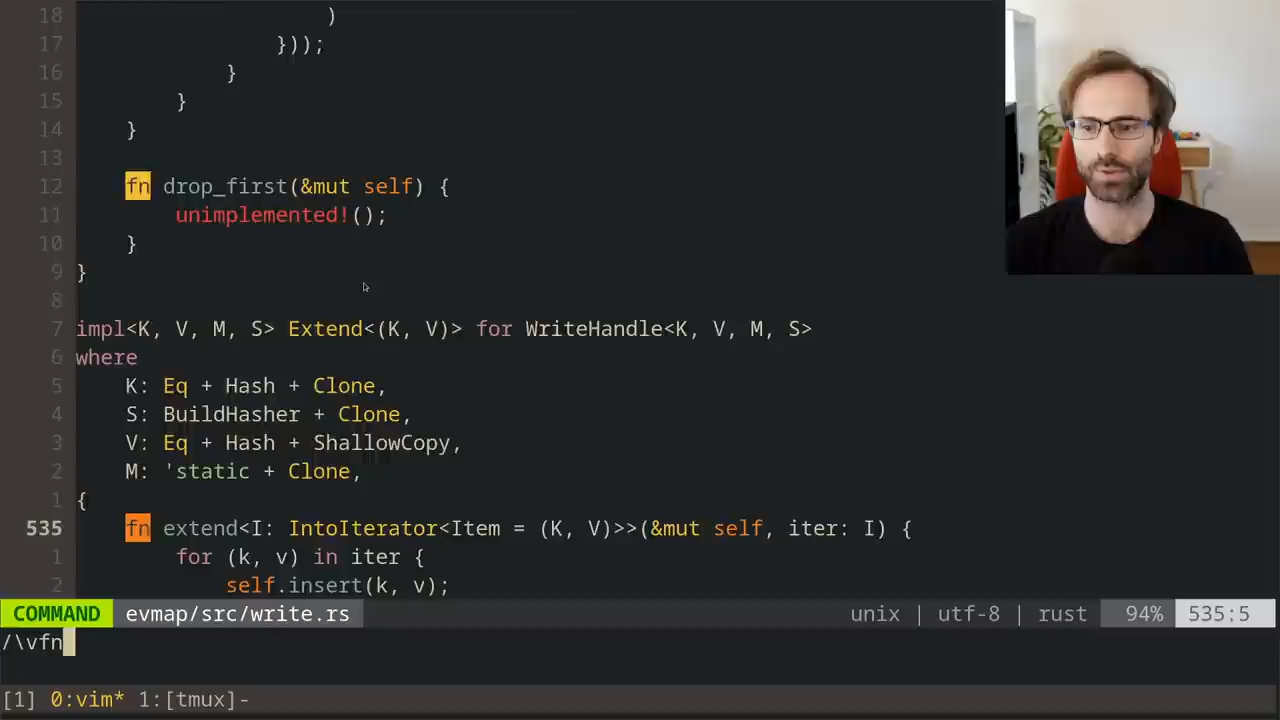 18                     )
17                 }));
16             }
15         }
14     }
13
12     fn drop_first(&mut self) {
11         unimplemented!();
10     }
9 }
8
7 impl<K, V, M, S> Extend<(K, V)> for WriteHandle<K, V, M, S>
6 where
5     K: Eq + Hash + Clone,
4     S: BuildHasher + Clone,
3     V: Eq + Hash + ShallowCopy,
2     M: 'static + Clone,
1 {
535     fn extend<I: IntoIterator<Item = (K, V)>>(&mut self, iter: I) {
1         for (k, v) in iter {
2             self.insert(k, v);
COMMAND evmap/src/write.rs unix | utf-8 | rust 94% 535:5
/\vfn
[1] 0:vim* 1:[tmux]-